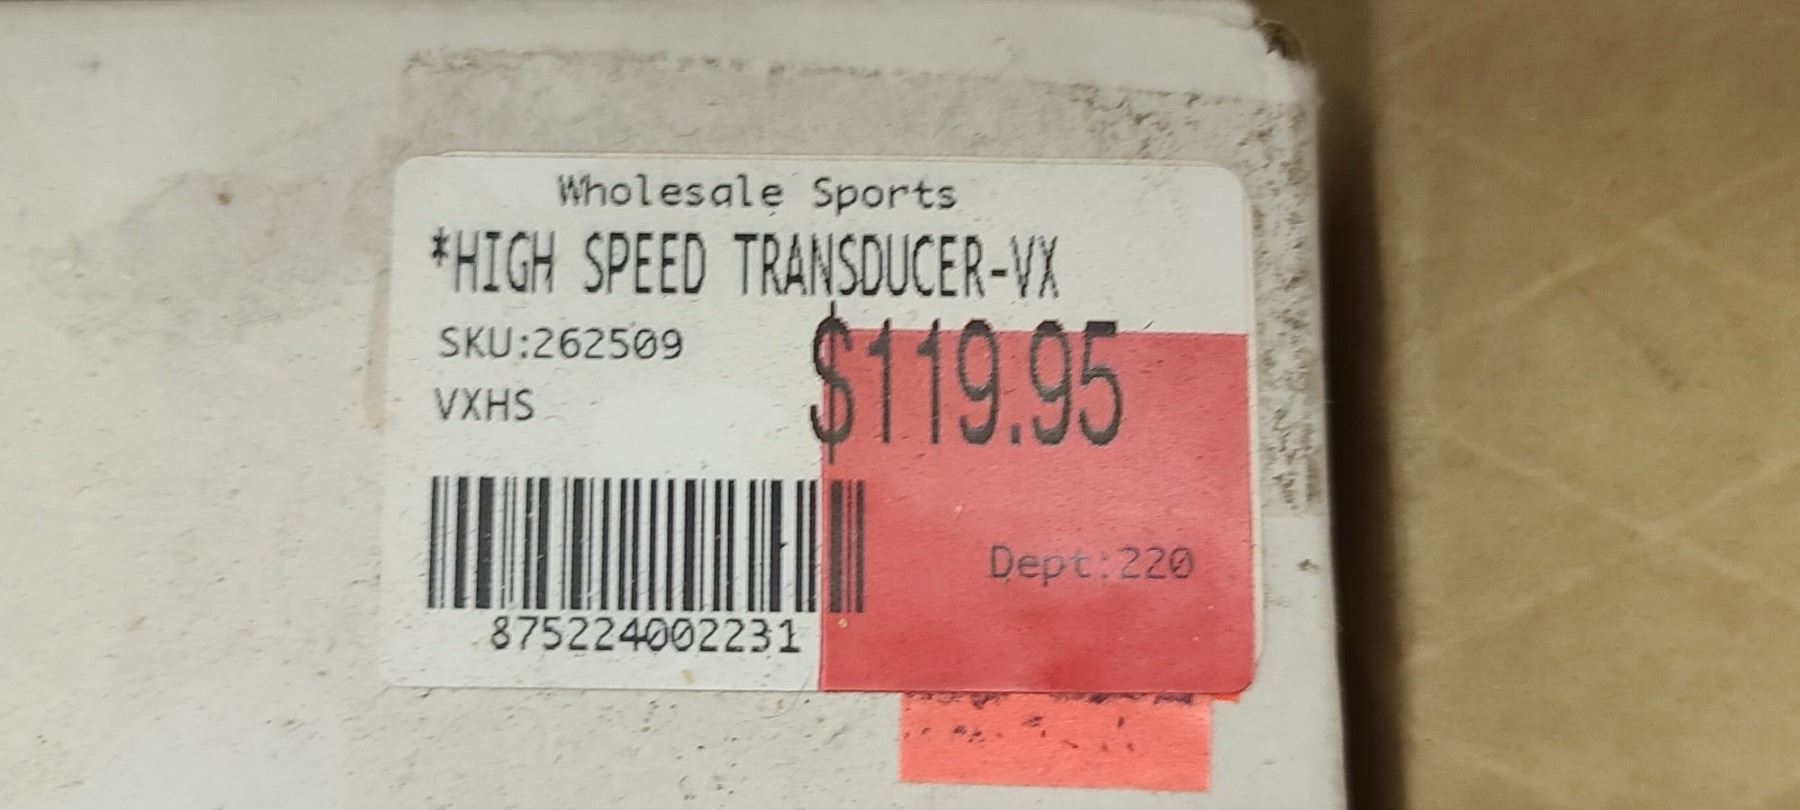 Wholesale Sports
*HIGH SPEED TRANSDUCER-VX
SKU:262509
$119.95
VXHS
Dept:220
875224002231